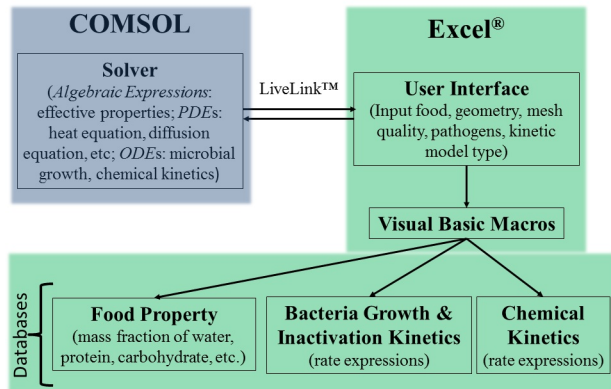 COMSOL
Solver
(Algebraic Expressions:
effective properties; PDEs:
heat equation, diffusion
equation, etc; ODEs: microbial
growth, chemical kinetics)
LiveLink™
Excel®
User Interface
(Input food, geometry, mesh
quality, pathogens, kinetic
model type)
Visual Basic Macros
Databases
Food Property
(mass fraction of water,
protein, carbohydrate, etc.)
Bacteria Growth &
Inactivation Kinetics
(rate expressions)
Chemical
Kinetics
(rate expressions)